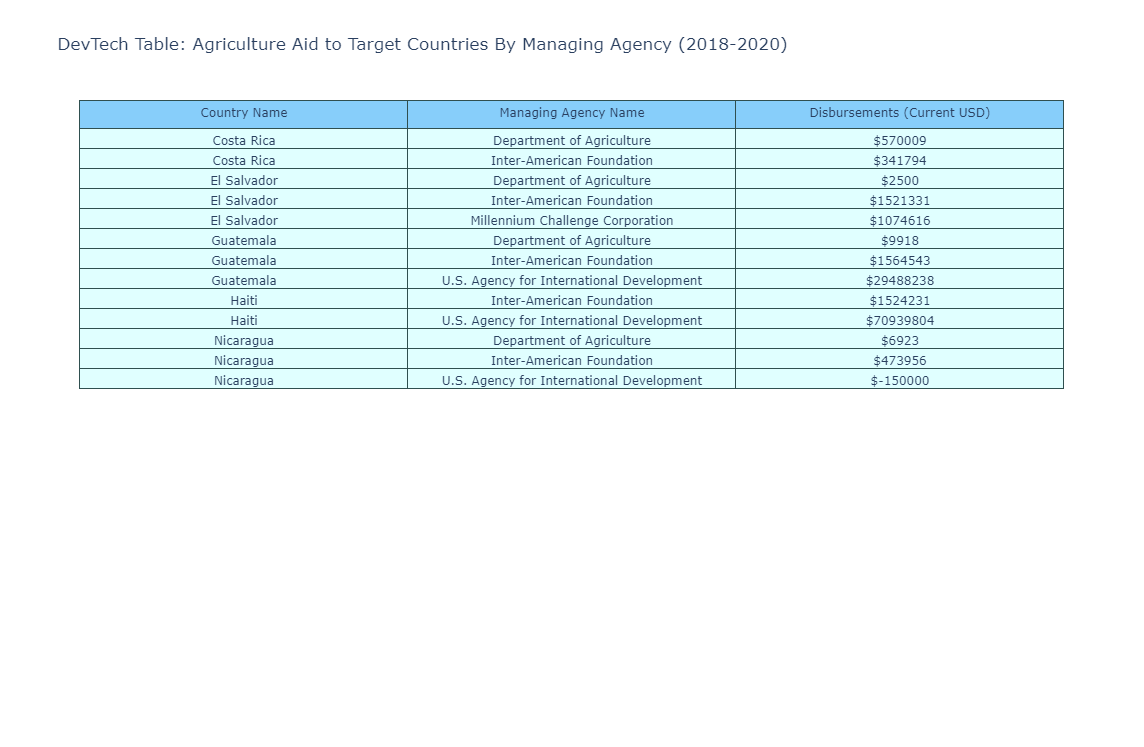 DevTech Table: Agriculture Aid to Target Countries By Managing Agency (2018-2020)
Country Name Managing Agency Name Disbursements (Current USD)
Costa Rica Department of Agriculture $570009
Costa Rica Inter-American Foundation $341794
El Salvador Department of Agriculture $2500
El Salvador Inter-American Foundation $1521331
El Salvador Millennium Challenge Corporation $1074616
Guatemala Department of Agriculture $9918
Guatemala Inter-American Foundation $1564543
Guatemala U.S. Agency for International Development $29488238
Haiti Inter-American Foundation $1524231
Haiti U.S. Agency for International Development $70939804
Nicaragua Department of Agriculture $6923
Nicaragua Inter-American Foundation $473956
Nicaragua U.S. Agency for International Development $-150000